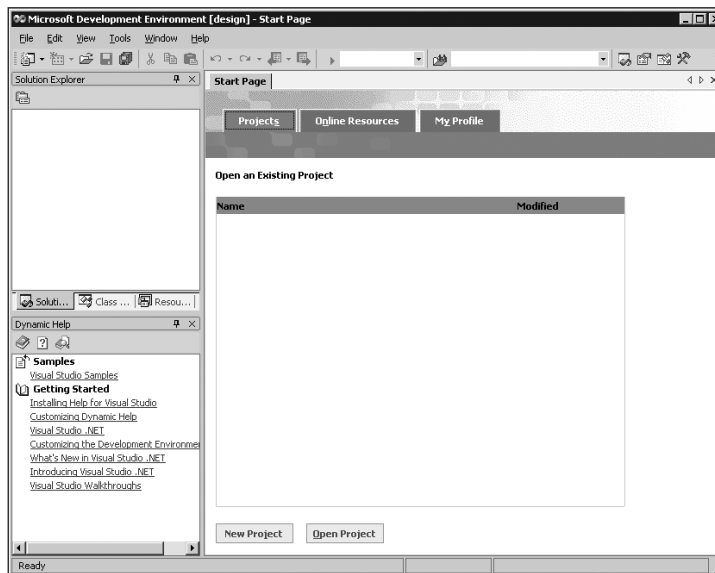 Microsoft Development Environment [design] - Start Page
File Edit View Tools Window Help
Solution Explorer
Start Page
Projects Online Resources My Profile
Open an Existing Project
Name Modified
Soluti... Class ... Resou...
Dynamic Help
Samples
Visual Studio Samples
Getting Started
Installing Help for Visual Studio
Customizing Dynamic Help
Visual Studio .NET
Customizing the Development Environme
What's New in Visual Studio .NET
Introducing Visual Studio .NET
Visual Studio Walkthroughs
New Project Open Project
Ready